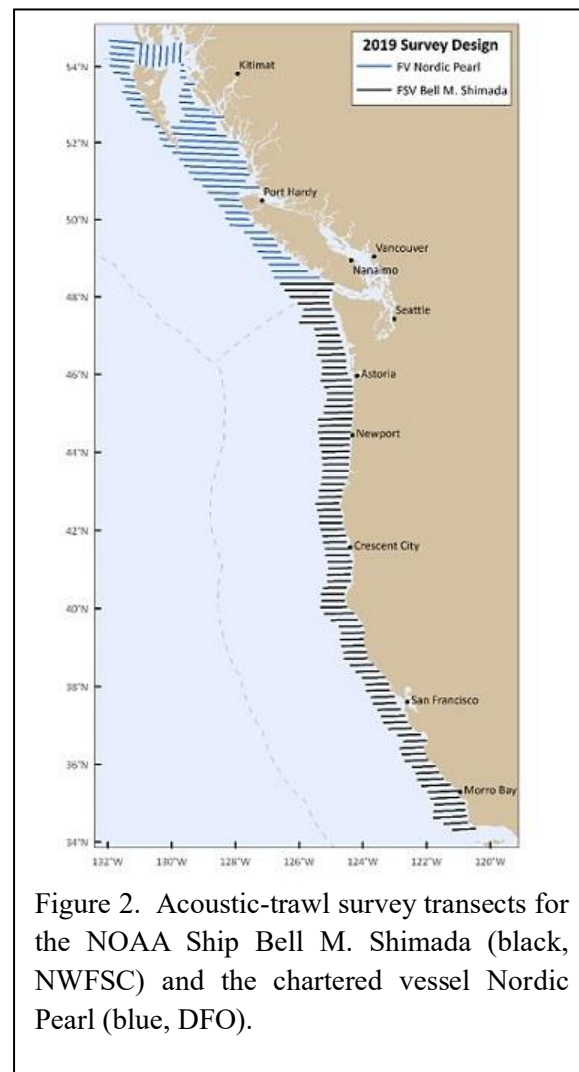 2019 Survey Design
FV Nordic Pearl
FSV Bell M. Shimada
54°N
Kitimat
52°N
Port Hardy
50°N
Vancouver
Nanaimo
48°N
Seattle
46°N
Astoria
Newport
44°N
42°N
Crescent City
40°N
38°N
San Francisco
36°N
Morro Bay
34°N
132°W 130°W 128°W 126°W 124°W 122°W 120°W
Figure 2. Acoustic-trawl survey transects for
the NOAA Ship Bell M. Shimada (black,
NWFSC) and the chartered vessel Nordic
Pearl (blue, DFO).